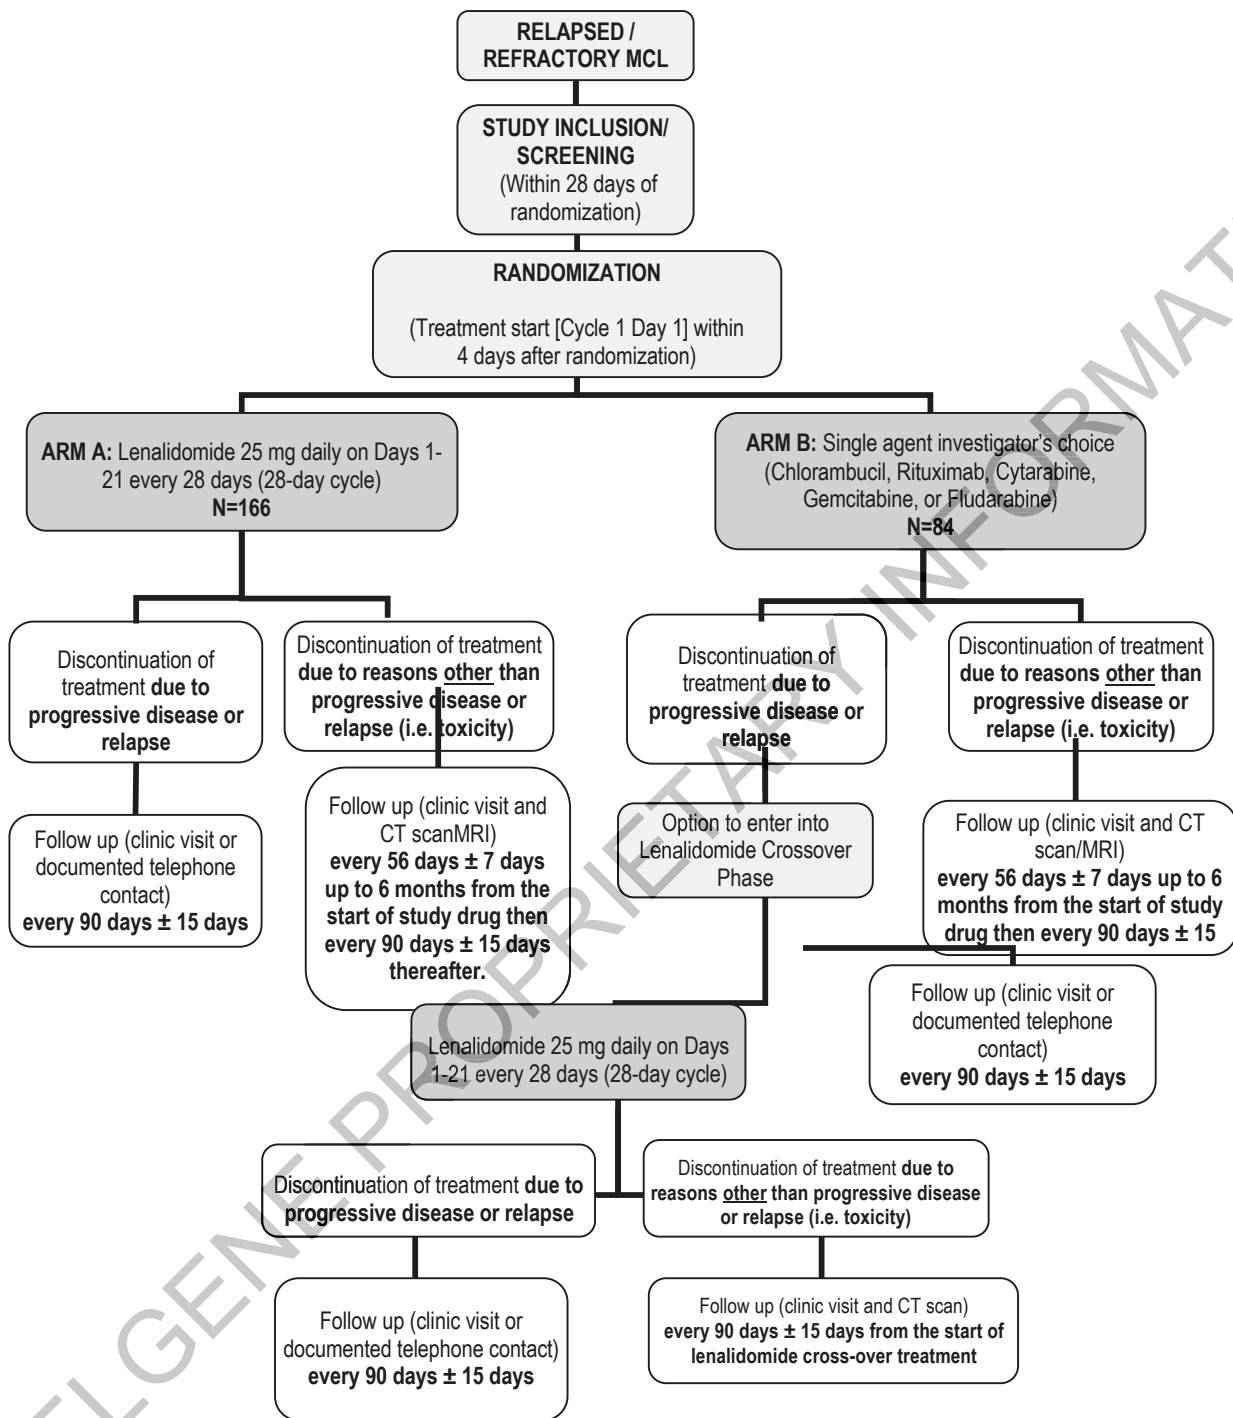 RELAPSED /
REFRACTORY MCL
STUDY INCLUSION/
SCREENING
(Within 28 days of
randomization)
RANDOMIZATION
(Treatment start [Cycle 1 Day 1] within
4 days after randomization)
ARM A: Lenalidomide 25 mg daily on Days 1-
21 every 28 days (28-day cycle)
N=166
ARM B: Single agent investigator's choice
(Chlorambucil, Rituximab, Cytarabine,
Gemcitabine, or Fludarabine)
N=84
Discontinuation of
treatment due to
progressive disease or
relapse
Discontinuation of treatment
due to reasons other than
progressive disease or
relapse (i.e. toxicity)
Discontinuation of
treatment due to
progressive disease or
relapse
Discontinuation of treatment
due to reasons other than
progressive disease or
relapse (i.e. toxicity)
Follow up (clinic visit or
documented telephone
contact)
every 90 days ± 15 days
Follow up (clinic visit and
CT scanMRI)
every 56 days ± 7 days
up to 6 months from the
start of study drug then
every 90 days ± 15 days
thereafter.
Option to enter into
Lenalidomide Crossover
Phase
Follow up (clinic visit and CT
scan/MRI)
every 56 days ± 7 days up to 6
months from the start of study
drug then every 90 days ± 15
Follow up (clinic visit or
documented telephone
contact)
every 90 days ± 15 days
Lenalidomide 25 mg daily on Days
1-21 every 28 days (28-day cycle)
Discontinuation of treatment due to
progressive disease or relapse
Discontinuation of treatment due to
reasons other than progressive disease
or relapse (i.e. toxicity)
Follow up (clinic visit or
documented telephone contact)
every 90 days ± 15 days
Follow up (clinic visit and CT scan)
every 90 days ± 15 days from the start of
lenalidomide cross-over treatment
ELGENE PROPRIETARY INFORMAT